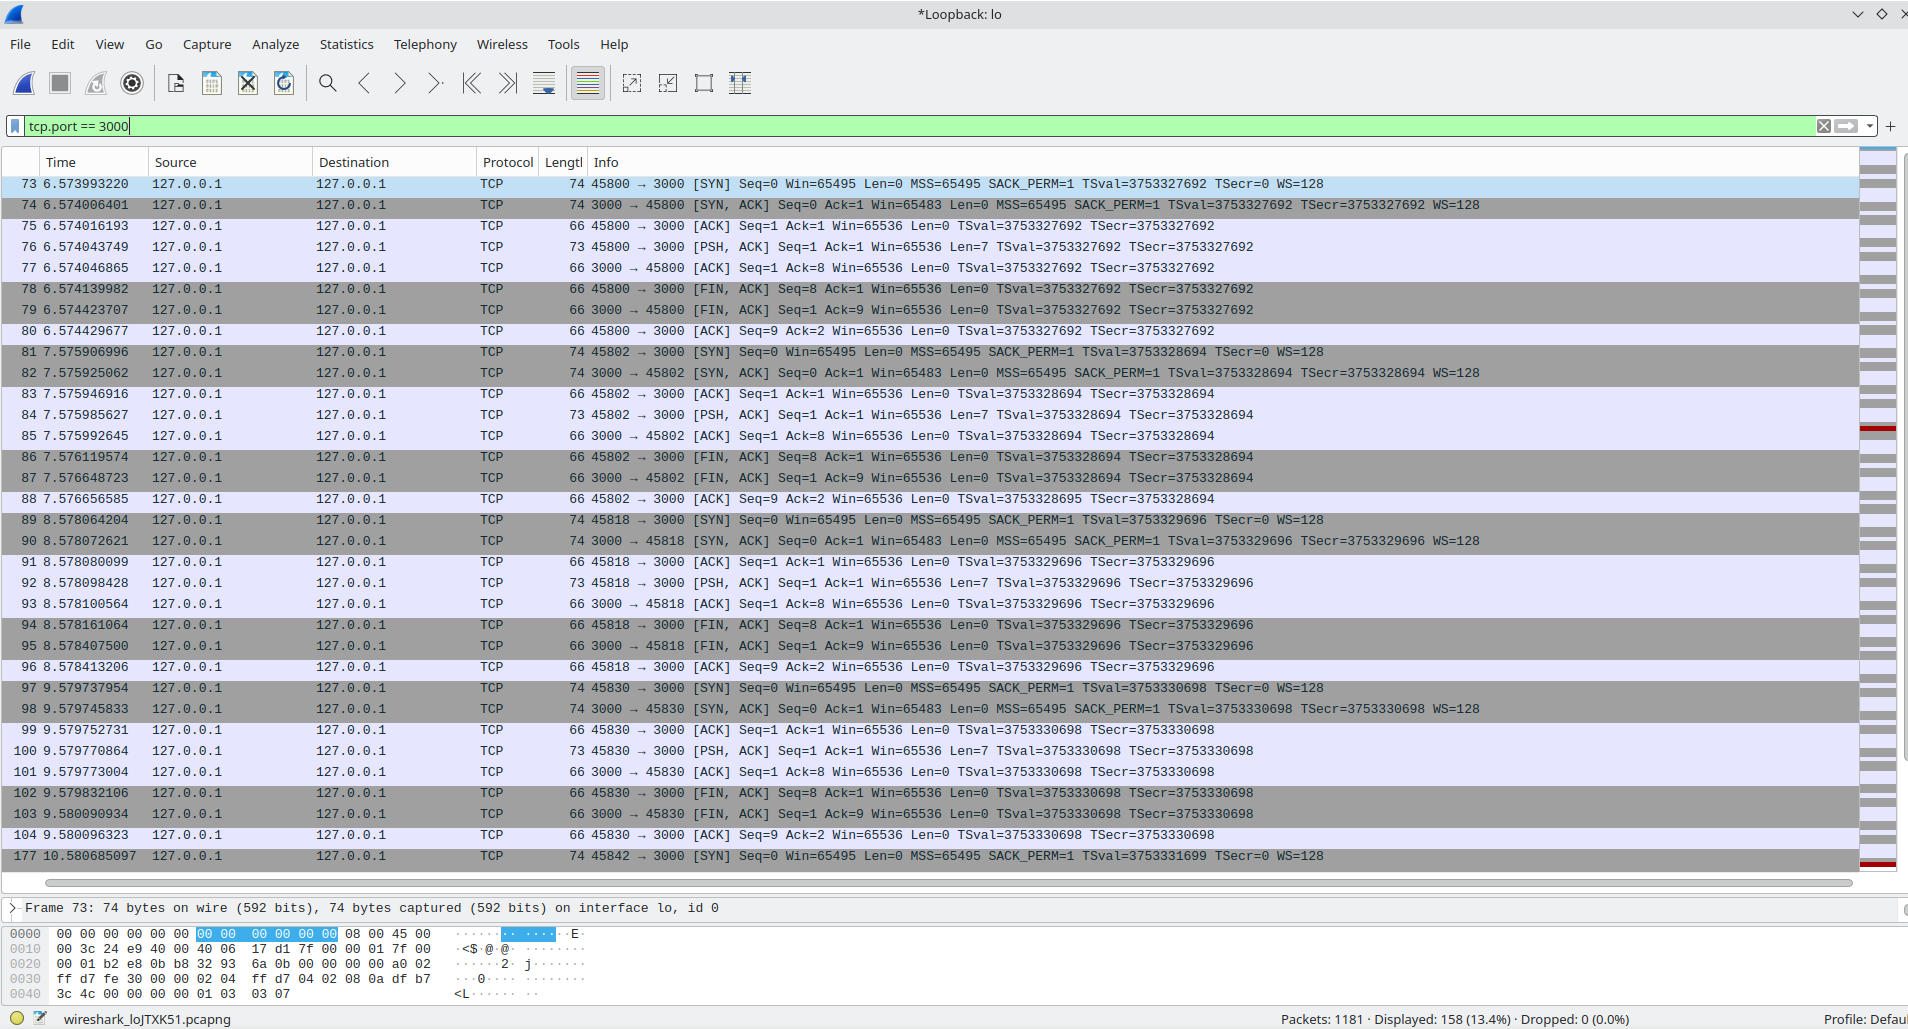 *Loopback: lo
File Edit View Go Capture Analyze Statistics Telephony Wireless Tools Help
tcp.port == 3000
Time Source Destination Protocol Lengtl Info
73 6.573993220 127.0.0.1 127.0.0.1 TCP 74 45800 → 3000 [SYN] Seq=0 Win=65495 Len=0 MSS=65495 SACK_PERM=1 TSval=3753327692 TSecr=0 WS=128
74 6.574006401 127.0.0.1 127.0.0.1 TCP 74 3000 → 45800 [SYN, ACK] Seq=0 Ack=1 Win=65483 Len=0 MSS=65495 SACK_PERM=1 TSval=3753327692 TSecr=3753327692 WS=128
75 6.574016193 127.0.0.1 127.0.0.1 TCP 66 45800 → 3000 [ACK] Seq=1 Ack=1 Win=65536 Len=0 TSval=3753327692 TSecr=3753327692
76 6.574043749 127.0.0.1 127.0.0.1 TCP 73 45800 → 3000 [PSH, ACK] Seq=1 Ack=1 Win=65536 Len=7 TSval=3753327692 TSecr=3753327692
77 6.574046865 127.0.0.1 127.0.0.1 TCP 66 3000 → 45800 [ACK] Seq=1 Ack=8 Win=65536 Len=0 TSval=3753327692 TSecr=3753327692
78 6.574139982 127.0.0.1 127.0.0.1 TCP 66 45800 → 3000 [FIN, ACK] Seq=8 Ack=1 Win=65536 Len=0 TSval=3753327692 TSecr=3753327692
79 6.574423707 127.0.0.1 127.0.0.1 TCP 66 3000 → 45800 [FIN, ACK] Seq=1 Ack=9 Win=65536 Len=0 TSval=3753327692 TSecr=3753327692
80 6.574429677 127.0.0.1 127.0.0.1 TCP 66 45800 → 3000 [ACK] Seq=9 Ack=2 Win=65536 Len=0 TSval=3753327692 TSecr=3753327692
81 7.575906996 127.0.0.1 127.0.0.1 TCP 74 45802 → 3000 [SYN] Seq=0 Win=65495 Len=0 MSS=65495 SACK_PERM=1 TSval=3753328694 TSecr=0 WS=128
82 7.575925062 127.0.0.1 127.0.0.1 TCP 74 3000 → 45802 [SYN, ACK] Seq=0 Ack=1 Win=65483 Len=0 MSS=65495 SACK_PERM=1 TSval=3753328694 TSecr=3753328694 WS=128
83 7.575946916 127.0.0.1 127.0.0.1 TCP 66 45802 → 3000 [ACK] Seq=1 Ack=1 Win=65536 Len=0 TSval=3753328694 TSecr=3753328694
84 7.575985627 127.0.0.1 127.0.0.1 TCP 73 45802 → 3000 [PSH, ACK] Seq=1 Ack=1 Win=65536 Len=7 TSval=3753328694 TSecr=3753328694
85 7.575992645 127.0.0.1 127.0.0.1 TCP 66 3000 → 45802 [ACK] Seq=1 Ack=8 Win=65536 Len=0 TSval=3753328694 TSecr=3753328694
86 7.576119574 127.0.0.1 127.0.0.1 TCP 66 45802 → 3000 [FIN, ACK] Seq=8 Ack=1 Win=65536 Len=0 TSval=3753328694 TSecr=3753328694
87 7.576648723 127.0.0.1 127.0.0.1 TCP 66 3000 → 45802 [FIN, ACK] Seq=1 Ack=9 Win=65536 Len=0 TSval=3753328694 TSecr=3753328694
88 7.576656585 127.0.0.1 127.0.0.1 TCP 66 45802 → 3000 [ACK] Seq=9 Ack=2 Win=65536 Len=0 TSval=3753328695 TSecr=3753328694
89 8.578064204 127.0.0.1 127.0.0.1 TCP 74 45818 → 3000 [SYN] Seq=0 Win=65495 Len=0 MSS=65495 SACK_PERM=1 TSval=3753329696 TSecr=0 WS=128
90 8.578072621 127.0.0.1 127.0.0.1 TCP 74 3000 → 45818 [SYN, ACK] Seq=0 Ack=1 Win=65483 Len=0 MSS=65495 SACK_PERM=1 TSval=3753329696 TSecr=3753329696 WS=128
91 8.578080099 127.0.0.1 127.0.0.1 TCP 66 45818 → 3000 [ACK] Seq=1 Ack=1 Win=65536 Len=0 TSval=3753329696 TSecr=3753329696
92 8.578098428 127.0.0.1 127.0.0.1 TCP 73 45818 → 3000 [PSH, ACK] Seq=1 Ack=1 Win=65536 Len=7 TSval=3753329696 TSecr=3753329696
93 8.578100564 127.0.0.1 127.0.0.1 TCP 66 3000 → 45818 [ACK] Seq=1 Ack=8 Win=65536 Len=0 TSval=3753329696 TSecr=3753329696
94 8.578161064 127.0.0.1 127.0.0.1 TCP 66 45818 → 3000 [FIN, ACK] Seq=8 Ack=1 Win=65536 Len=0 TSval=3753329696 TSecr=3753329696
95 8.578407500 127.0.0.1 127.0.0.1 TCP 66 3000 → 45818 [FIN, ACK] Seq=1 Ack=9 Win=65536 Len=0 TSval=3753329696 TSecr=3753329696
96 8.578413206 127.0.0.1 127.0.0.1 TCP 66 45818 → 3000 [ACK] Seq=9 Ack=2 Win=65536 Len=0 TSval=3753329696 TSecr=3753329696
97 9.579737954 127.0.0.1 127.0.0.1 TCP 74 45830 → 3000 [SYN] Seq=0 Win=65495 Len=0 MSS=65495 SACK_PERM=1 TSval=3753330698 TSecr=0 WS=128
98 9.579745833 127.0.0.1 127.0.0.1 TCP 74 3000 → 45830 [SYN, ACK] Seq=0 Ack=1 Win=65483 Len=0 MSS=65495 SACK_PERM=1 TSval=3753330698 TSecr=3753330698 WS=128
99 9.579752731 127.0.0.1 127.0.0.1 TCP 66 45830 → 3000 [ACK] Seq=1 Ack=1 Win=65536 Len=0 TSval=3753330698 TSecr=3753330698
100 9.579770864 127.0.0.1 127.0.0.1 TCP 73 45830 → 3000 [PSH, ACK] Seq=1 Ack=1 Win=65536 Len=7 TSval=3753330698 TSecr=3753330698
101 9.579773004 127.0.0.1 127.0.0.1 TCP 66 3000 → 45830 [ACK] Seq=1 Ack=8 Win=65536 Len=0 TSval=3753330698 TSecr=3753330698
102 9.579832106 127.0.0.1 127.0.0.1 TCP 66 45830 → 3000 [FIN, ACK] Seq=8 Ack=1 Win=65536 Len=0 TSval=3753330698 TSecr=3753330698
103 9.580090934 127.0.0.1 127.0.0.1 TCP 66 3000 → 45830 [FIN, ACK] Seq=1 Ack=9 Win=65536 Len=0 TSval=3753330698 TSecr=3753330698
104 9.580096323 127.0.0.1 127.0.0.1 TCP 66 45830 → 3000 [ACK] Seq=9 Ack=2 Win=65536 Len=0 TSval=3753330698 TSecr=3753330698
177 10.580685097 127.0.0.1 127.0.0.1 TCP 74 45842 → 3000 [SYN] Seq=0 Win=65495 Len=0 MSS=65495 SACK_PERM=1 TSval=3753331699 TSecr=0 WS=128
Frame 73: 74 bytes on wire (592 bits), 74 bytes captured (592 bits) on interface lo, id 0
0000 00 00 00 00 00 00 00 00 00 00 00 00 08 00 45 00 ········ ······E·
0010 00 3c 24 e9 40 00 40 06 17 d1 7f 00 00 01 7f 00 ·<$·@·@· ········
0020 00 01 b2 e8 0b b8 32 93 6a 0b 00 00 00 00 a0 02 ······2· j·······
0030 ff d7 fe 30 00 00 02 04 ff d7 04 02 08 0a df b7 ···0···· ········
0040 3c 4c 00 00 00 00 01 03 03 07 <L······ ··
wireshark_loJTXK51.pcapng Packets: 1181 · Displayed: 158 (13.4%) · Dropped: 0 (0.0%) Profile: Defau